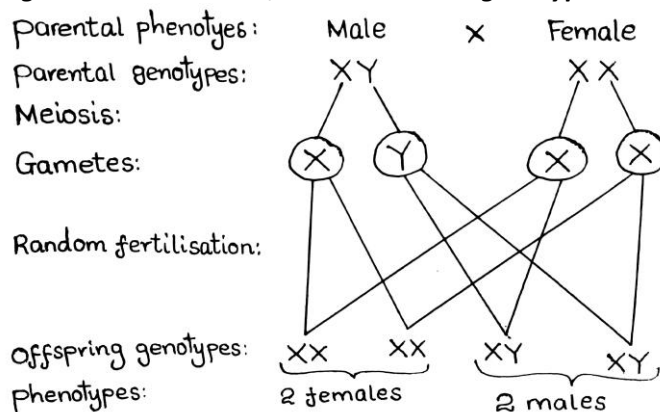 Parental phenotyes: Male X Female
Parental genotypes: XY XX
Meiosis:
Gametes: X Y X X
Random fertilisation:
Offspring genotypes: XX XX XY XY
phenotypes: 2 females 2 males